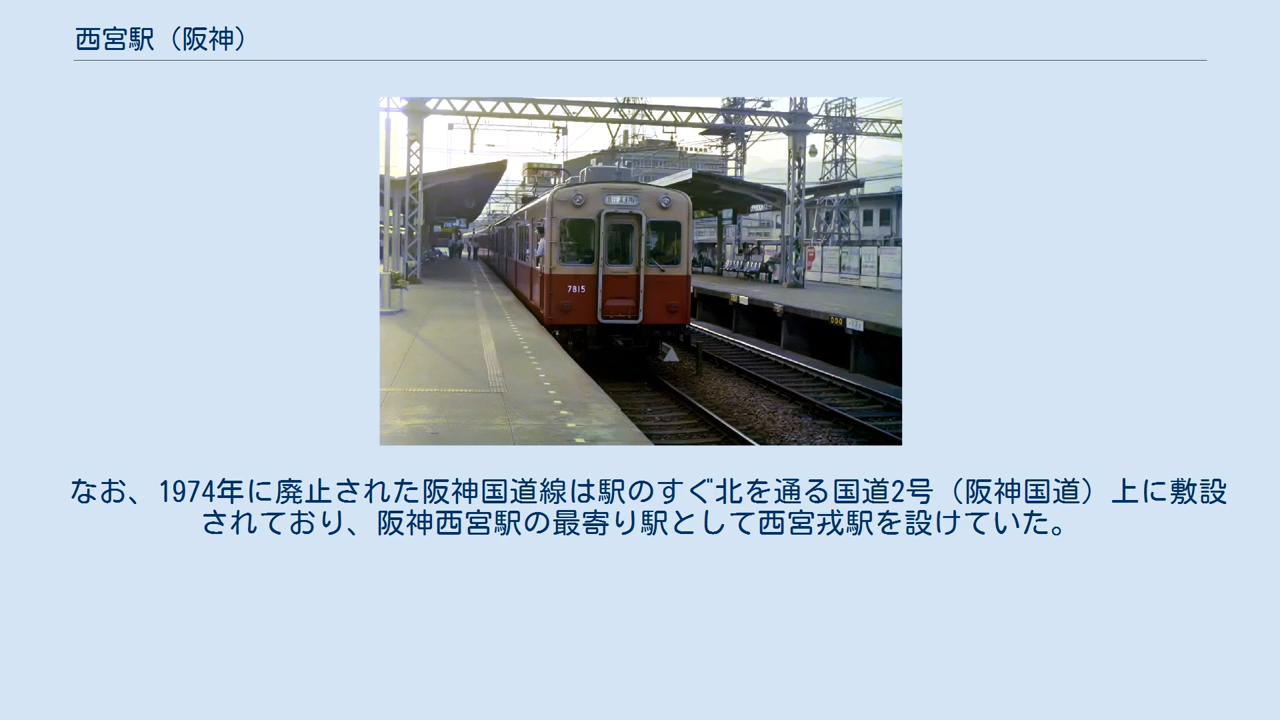 西宮駅（阪神）
7815
なお、1974年に廃止された阪神国道線は駅のすぐ北を通る国道2号（阪神国道）上に敷設
されており、阪神西宮駅の最寄り駅として西宮戎駅を設けていた。